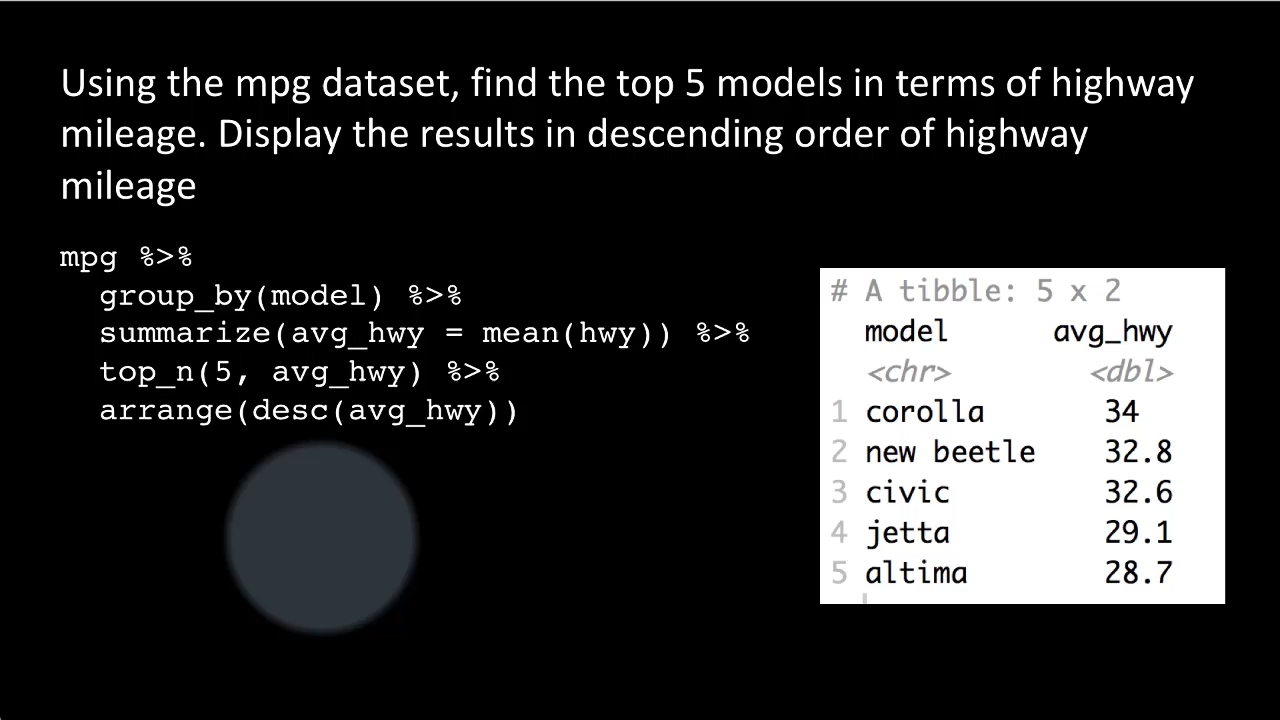 Using the mpg dataset, find the top 5 models in terms of highway
mileage. Display the results in descending order of highway
mileage
mpg %>%
  group_by(model) %>%
  summarize(avg_hwy = mean(hwy)) %>%
  top_n(5, avg_hwy) %>%
  arrange(desc(avg_hwy))
# A tibble: 5 x 2
  model      avg_hwy
  <chr>        <dbl>
1 corolla       34
2 new beetle    32.8
3 civic         32.6
4 jetta         29.1
5 altima        28.7